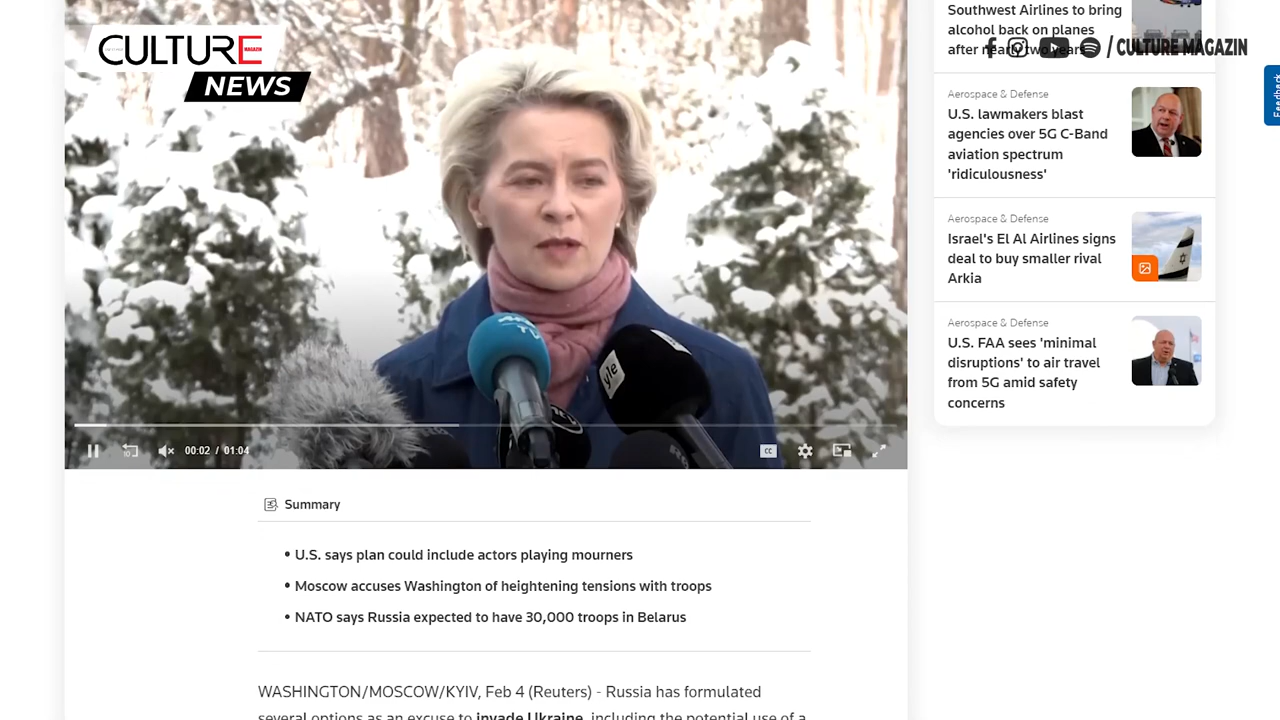 CULTURE
MAGAZIN
NEWS
Southwest Airlines to bring
alcohol back on planes
after nearly two years
/ CULTURE MAGAZIN
Feedback
Aerospace & Defense
U.S. lawmakers blast
agencies over 5G C-Band
aviation spectrum
'ridiculousness'
Aerospace & Defense
Israel's El Al Airlines signs
deal to buy smaller rival
Arkia
Aerospace & Defense
U.S. FAA sees 'minimal
disruptions' to air travel
from 5G amid safety
concerns
yle
00:02 / 01:04
10
CC
Summary
• U.S. says plan could include actors playing mourners
• Moscow accuses Washington of heightening tensions with troops
• NATO says Russia expected to have 30,000 troops in Belarus
WASHINGTON/MOSCOW/KYIV, Feb 4 (Reuters) - Russia has formulated
several options as an excuse to invade Ukraine, including the potential use of a